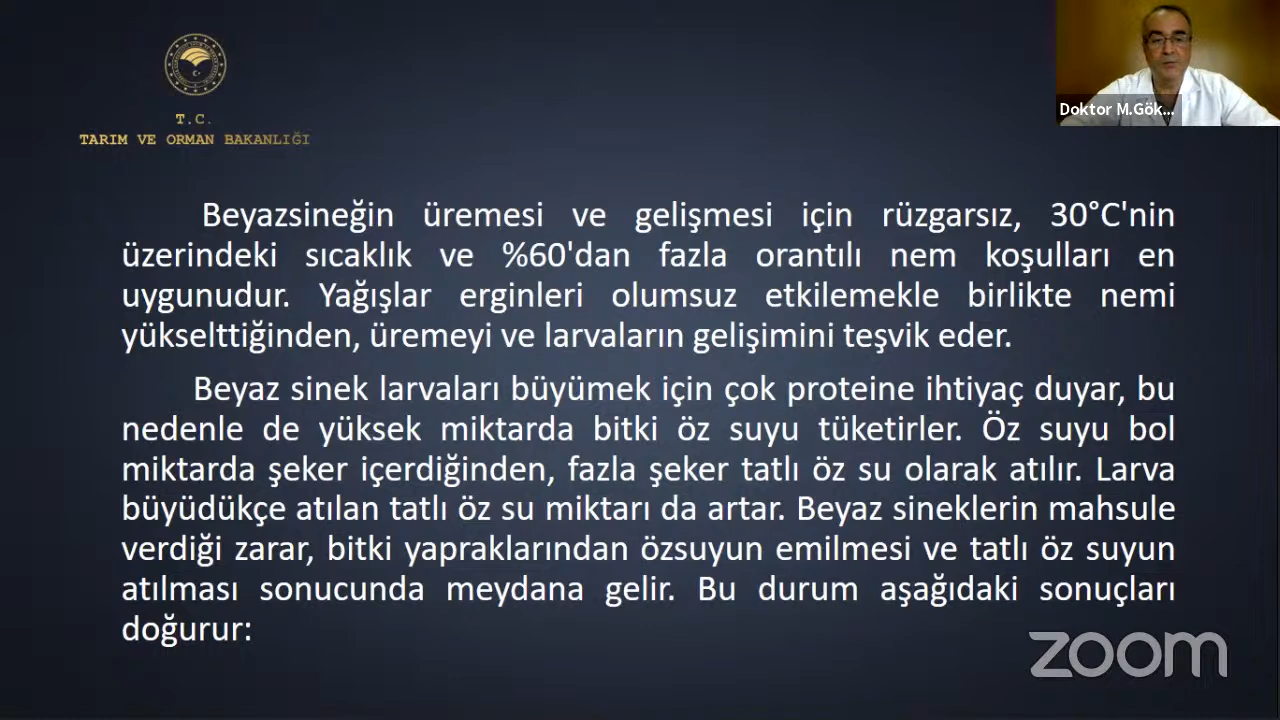 T.C.
TARIM VE ORMAN BAKANLIĞI
Doktor M.Gök...
Beyazsineğin üremesi ve gelişmesi için rüzgarsız, 30°C'nin
üzerindeki sıcaklık ve %60'dan fazla orantılı nem koşulları en
uygunudur. Yağışlar erginleri olumsuz etkilemekle birlikte nemi
yükselttiğinden, üremeyi ve larvaların gelişimini teşvik eder.
Beyaz sinek larvaları büyümek için çok proteine ihtiyaç duyar, bu
nedenle de yüksek miktarda bitki öz suyu tüketirler. Öz suyu bol
miktarda şeker içerdiğinden, fazla şeker tatlı öz su olarak atılır. Larva
büyüdükçe atılan tatlı öz su miktarı da artar. Beyaz sineklerin mahsule
verdiği zarar, bitki yapraklarından özsuyun emilmesi ve tatlı öz suyun
atılması sonucunda meydana gelir. Bu durum aşağıdaki sonuçları
doğurur:
zoom